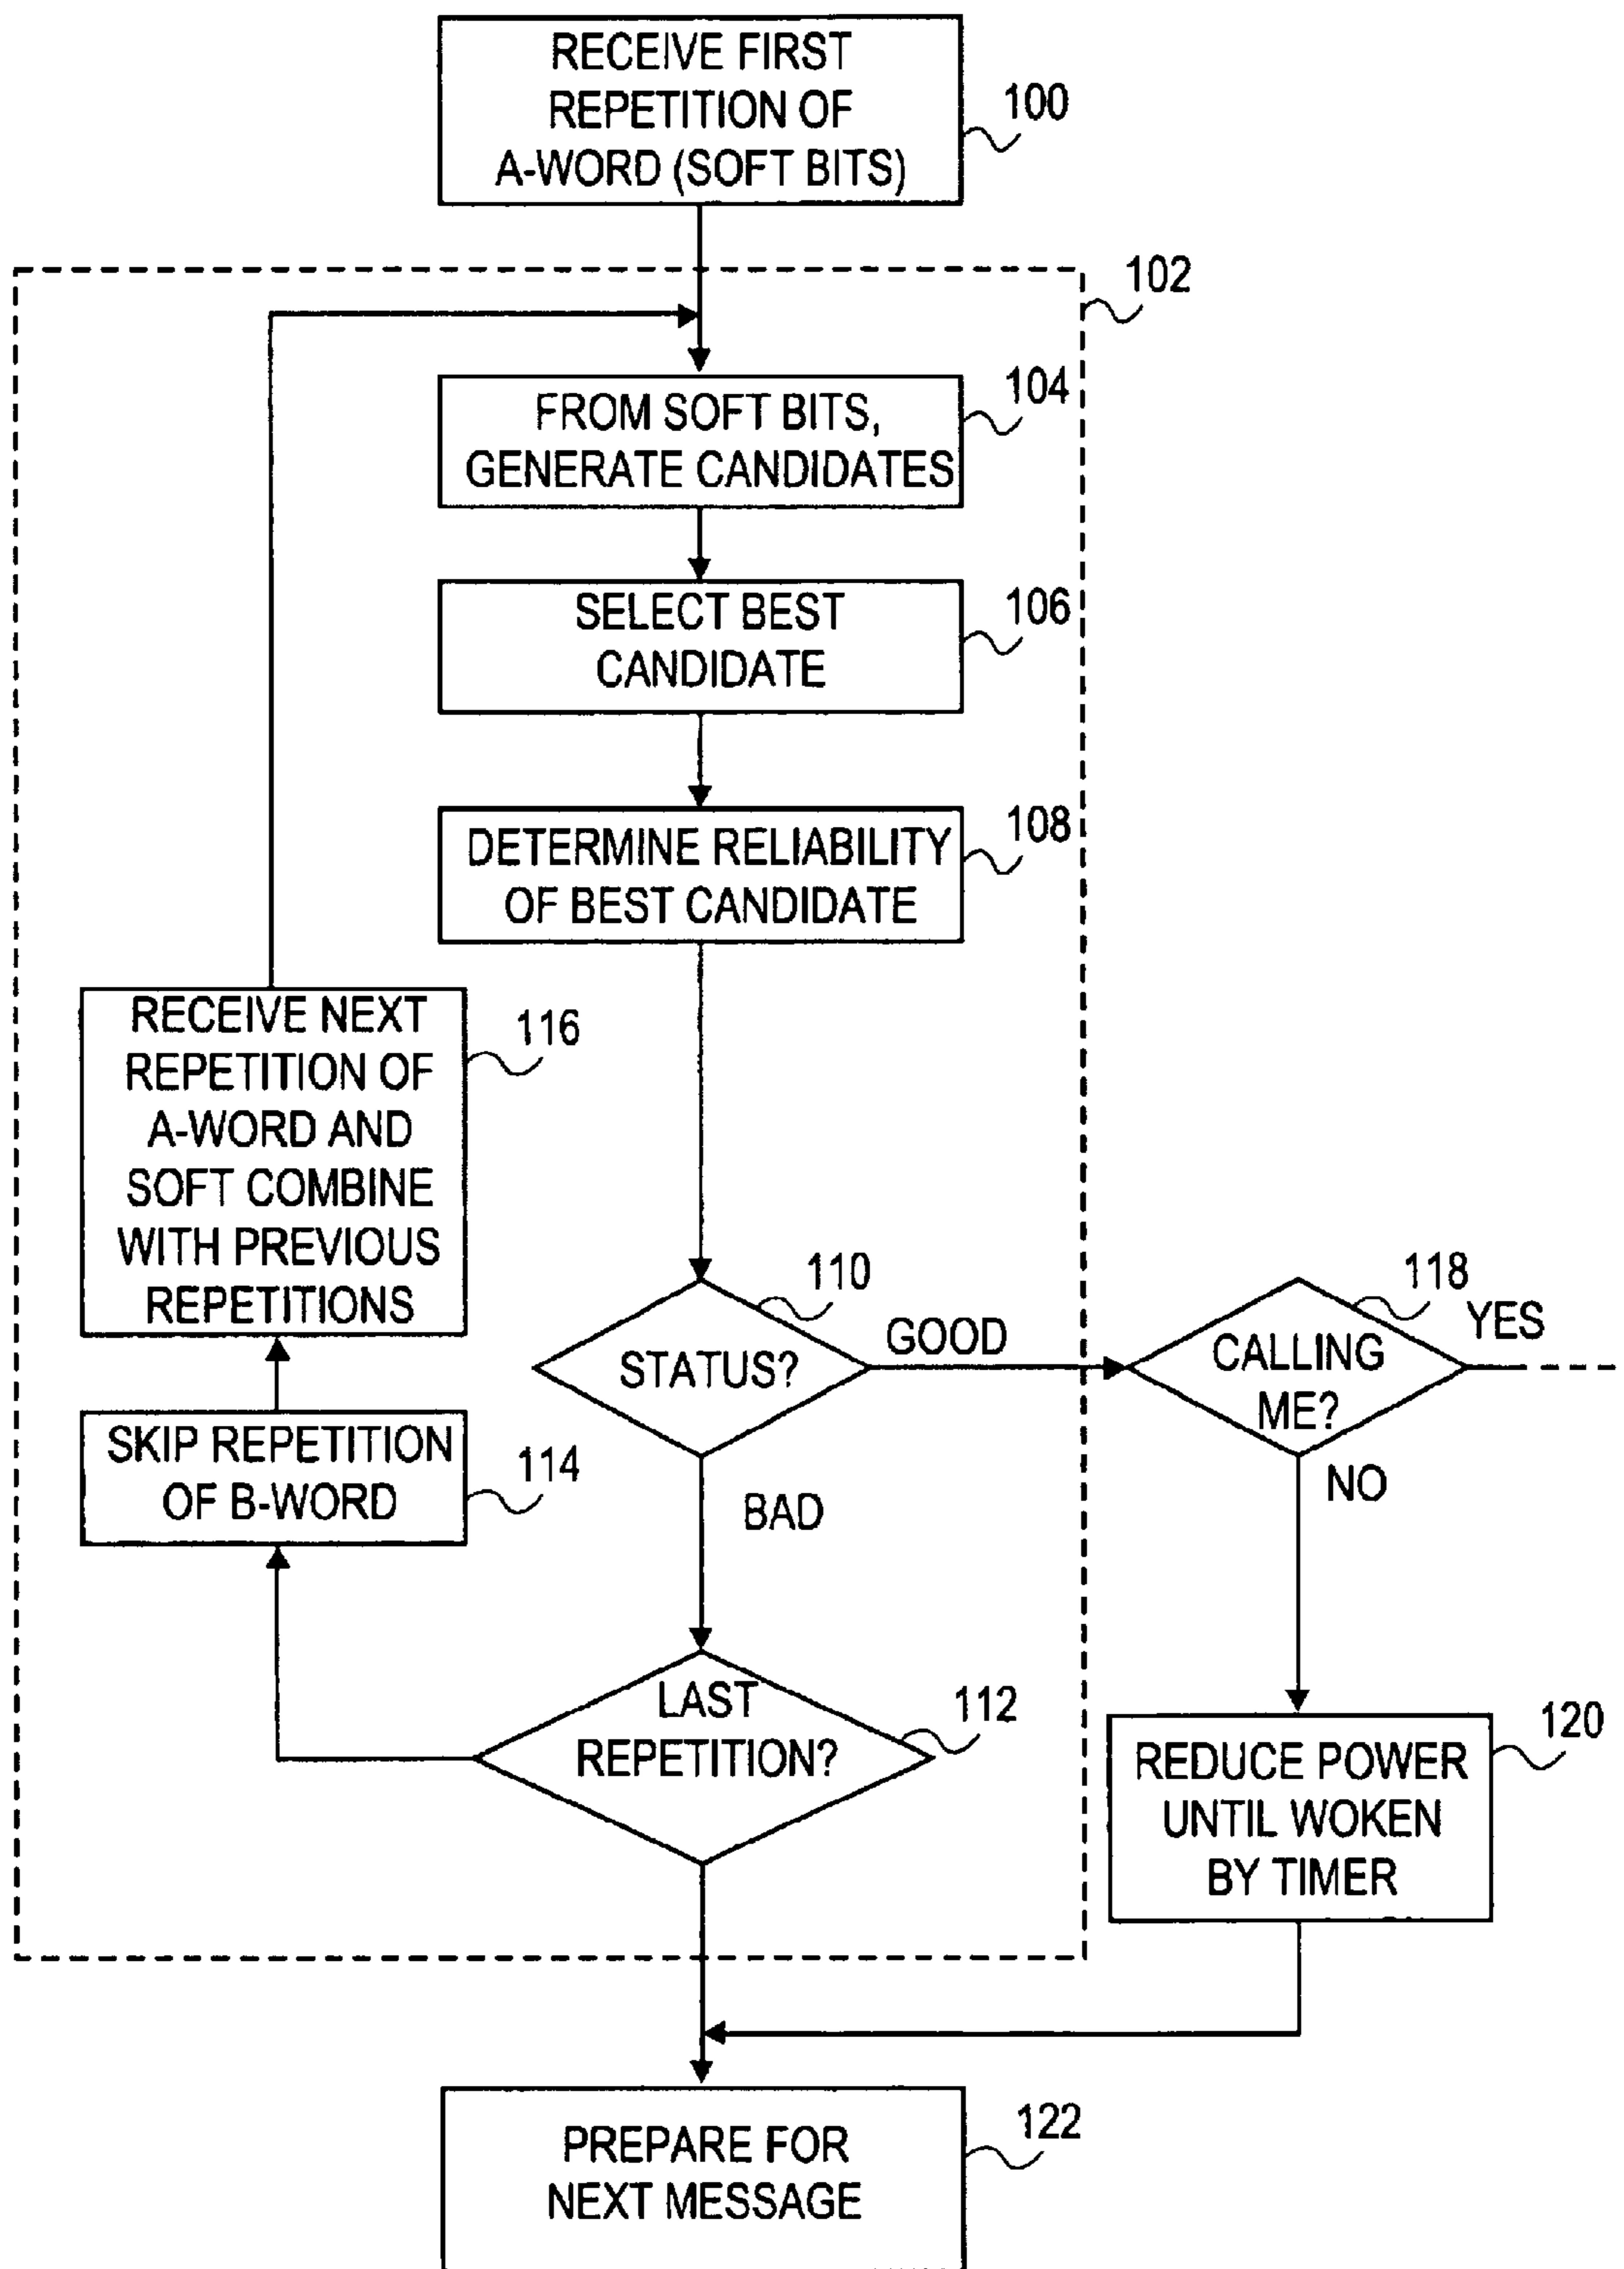 RECEIVE FIRST
REPETITION OF
A-WORD (SOFT BITS)
100
102
FROM SOFT BITS,
GENERATE CANDIDATES
104
SELECT BEST
CANDIDATE
106
DETERMINE RELIABILITY
OF BEST CANDIDATE
108
RECEIVE NEXT
REPETITION OF
A-WORD AND
SOFT COMBINE
WITH PREVIOUS
REPETITIONS
116
STATUS?
110
GOOD
CALLING
ME?
118
YES
SKIP REPETITION
OF B-WORD
114
BAD
NO
LAST
REPETITION?
112
REDUCE POWER
UNTIL WOKEN
BY TIMER
120
PREPARE FOR
NEXT MESSAGE
122